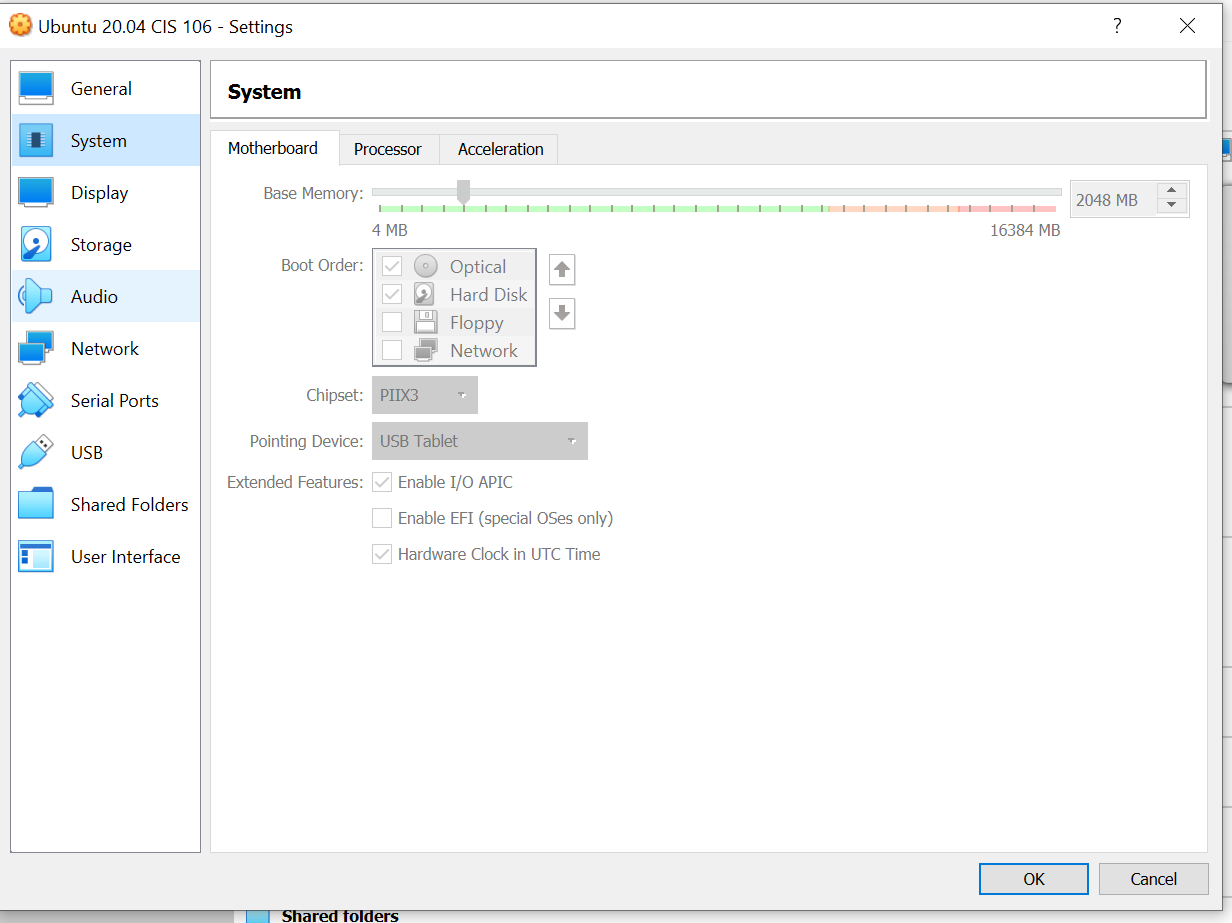 Ubuntu 20.04 CIS 106 - Settings
?
General
System
Display
Storage
Audio
Network
Serial Ports
USB
Shared Folders
User Interface
System
Motherboard Processor Acceleration
Base Memory: 2048 MB
4 MB 16384 MB
Boot Order: Optical
Hard Disk
Floppy
Network
Chipset: PIIX3
Pointing Device: USB Tablet
Extended Features: Enable I/O APIC
Enable EFI (special OSes only)
Hardware Clock in UTC Time
OK Cancel
Shared folders